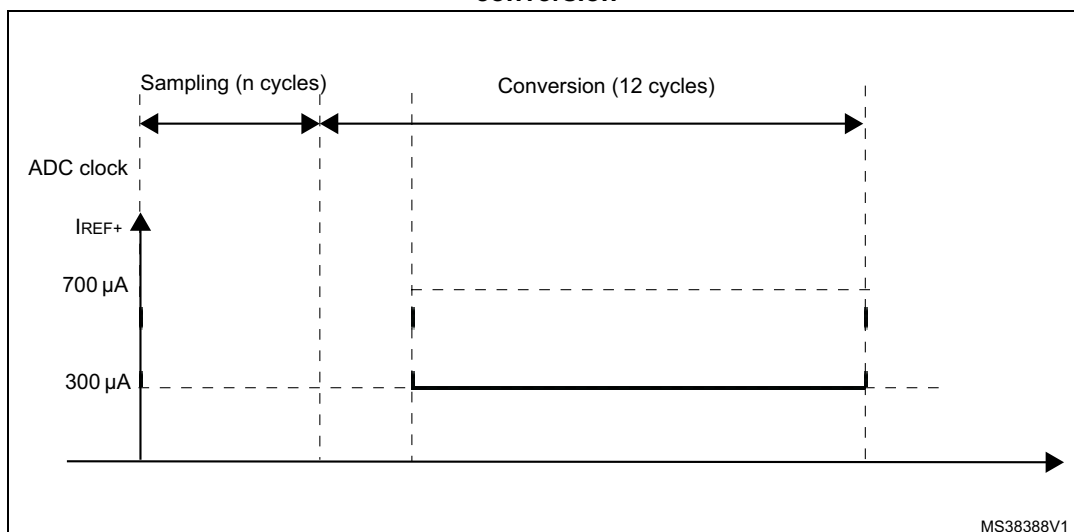 conversion
Sampling (n cycles)
Conversion (12 cycles)
ADC clock
IREF+
700 µA
300 µA
MS38388V1